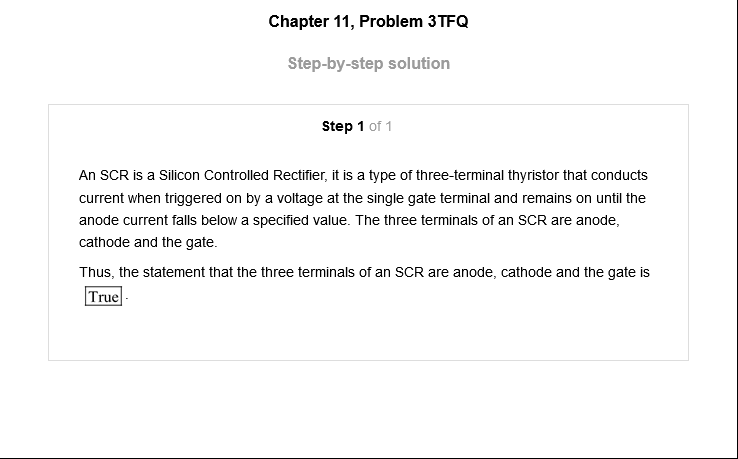 Chapter 11, Problem 3TFQ
Step-by-step solution
Step 1 of 1
An SCR is a Silicon Controlled Rectifier, it is a type of three-terminal thyristor that conducts
current when triggered on by a voltage at the single gate terminal and remains on until the
anode current falls below a specified value. The three terminals of an SCR are anode,
cathode and the gate.
Thus, the statement that the three terminals of an SCR are anode, cathode and the gate is
True.